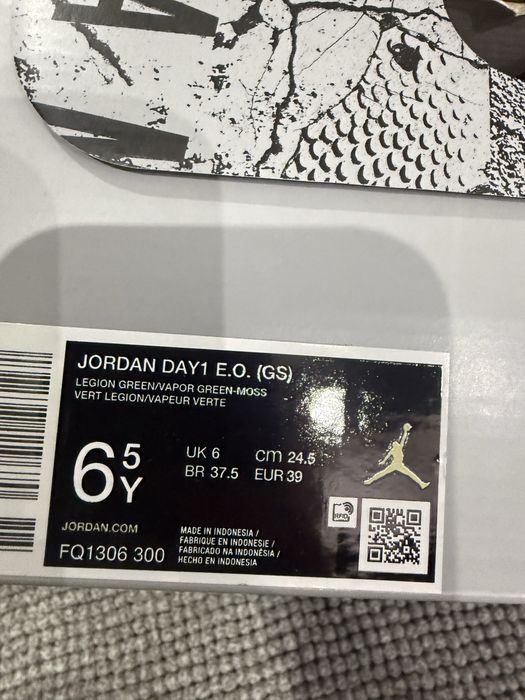 JORDAN DAY1 E.O. (GS)
LEGION GREEN/VAPOR GREEN-MOSS
VERT LEGION/VAPEUR VERTE
6 5 Y
UK 6 cm 24.5
BR 37.5 EUR 39
RFID
JORDAN.COM
FQ1306 300
MADE IN INDONESIA /
FABRIQUE EN INDONESIE /
FABRICADO NA INDONÉSIA /
HECHO EN INDONESIA